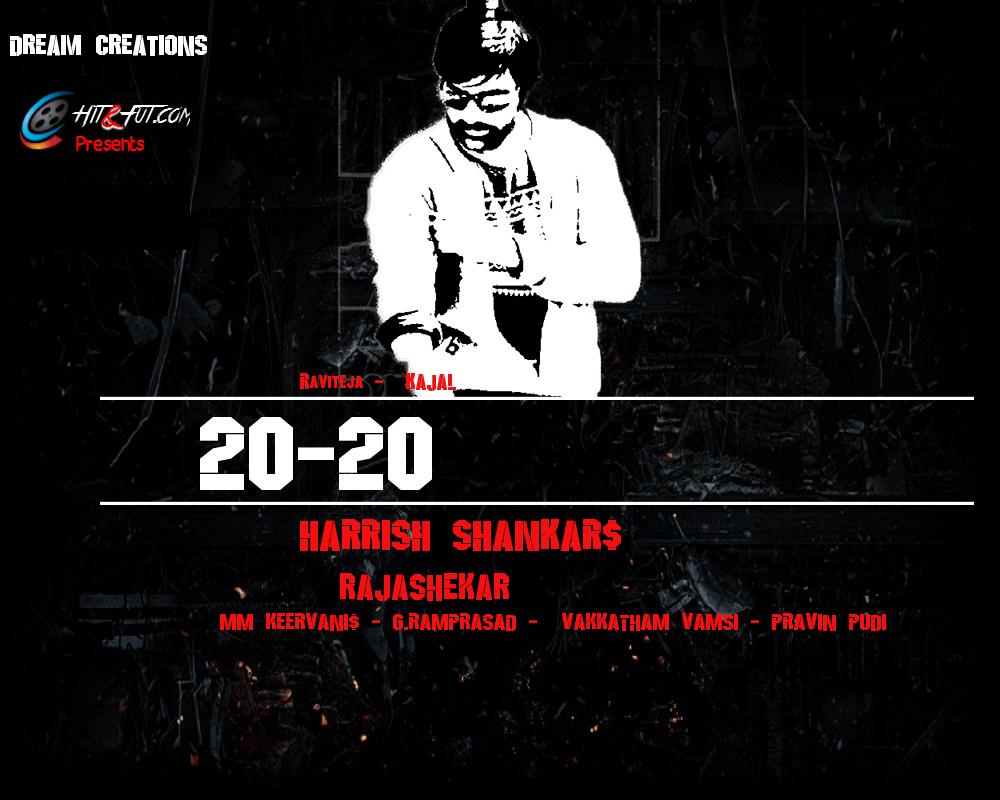 DREAM CREATIONS
HIT&FUT.COM
Presents
RAVITEJA - KAJAL
20-20
HARRISH SHANKAR$
RAJASHEKAR
MM KEERVANI$ - G.RAMPRASAD - VAKKATHAM VAMSI - PRAVIN PUDI